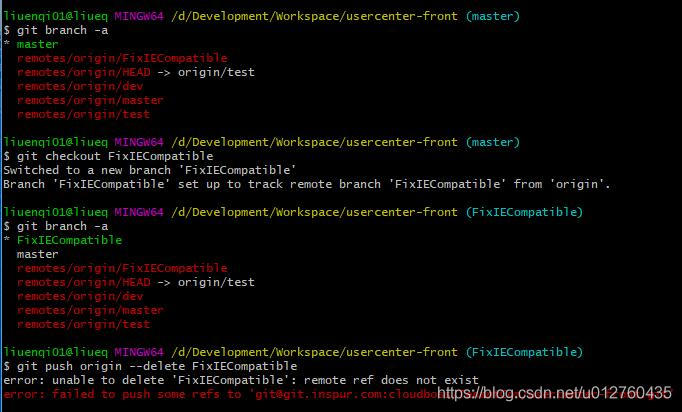 liuenqi01@liueq MINGW64 /d/Development/Workspace/usercenter-front (master)
$ git branch -a
* master
remotes/origin/FixIECompatible
remotes/origin/HEAD -> origin/test
remotes/origin/dev
remotes/origin/master
remotes/origin/test
liuenqi01@liueq MINGW64 /d/Development/Workspace/usercenter-front (master)
$ git checkout FixIECompatible
Switched to a new branch 'FixIECompatible'
Branch 'FixIECompatible' set up to track remote branch 'FixIECompatible' from 'origin'.
liuenqi01@liueq MINGW64 /d/Development/Workspace/usercenter-front (FixIECompatible)
$ git branch -a
* FixIECompatible
master
remotes/origin/FixIECompatible
remotes/origin/HEAD -> origin/test
remotes/origin/dev
remotes/origin/master
remotes/origin/test
liuenqi01@liueq MINGW64 /d/Development/Workspace/usercenter-front (FixIECompatible)
$ git push origin --delete FixIECompatible
error: unable to delete 'FixIECompatible': remote ref does not exist
error: failed to push some refs to
https://blog.csdn.net/u012760435